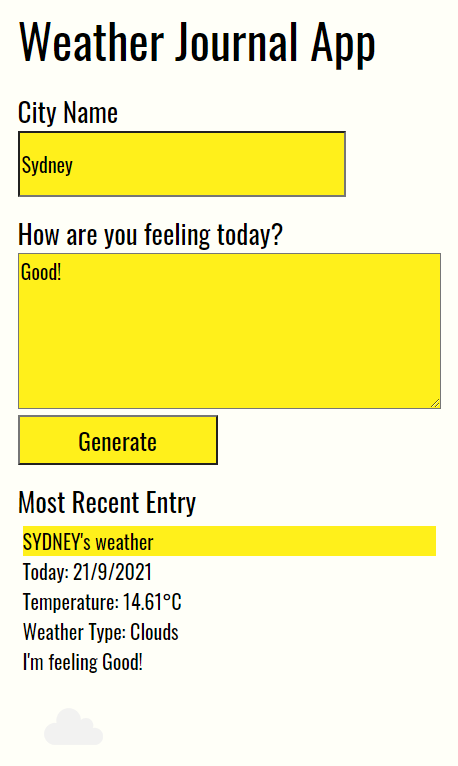 Weather Journal App
City Name
Sydney
How are you feeling today?
Good!
Generate
Most Recent Entry
SYDNEY's weather
Today: 21/9/2021
Temperature: 14.61°C
Weather Type: Clouds
I'm feeling Good!